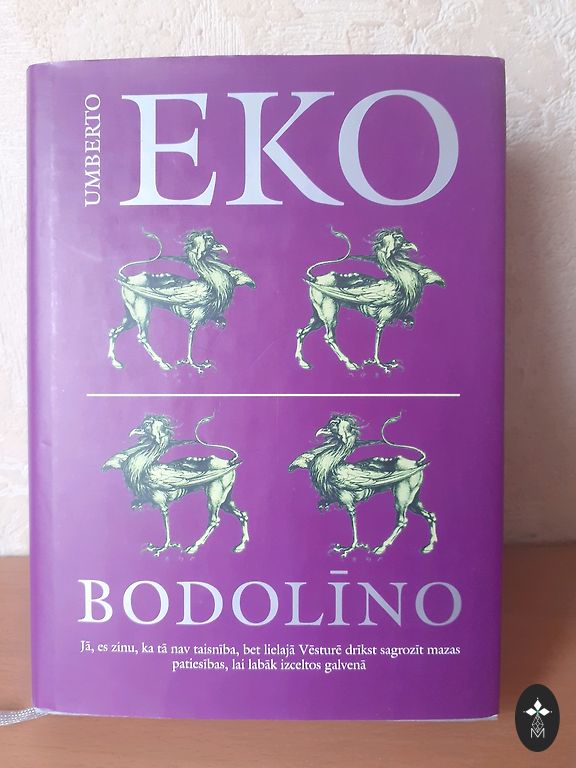 UMBERTO
EKO
BODOLĪNO
Jā, es zinu, ka tā nav taisnība, bet lielajā Vēsturē drīkst sagrozīt mazas
patiesības, lai labāk izceltos galvenā
M